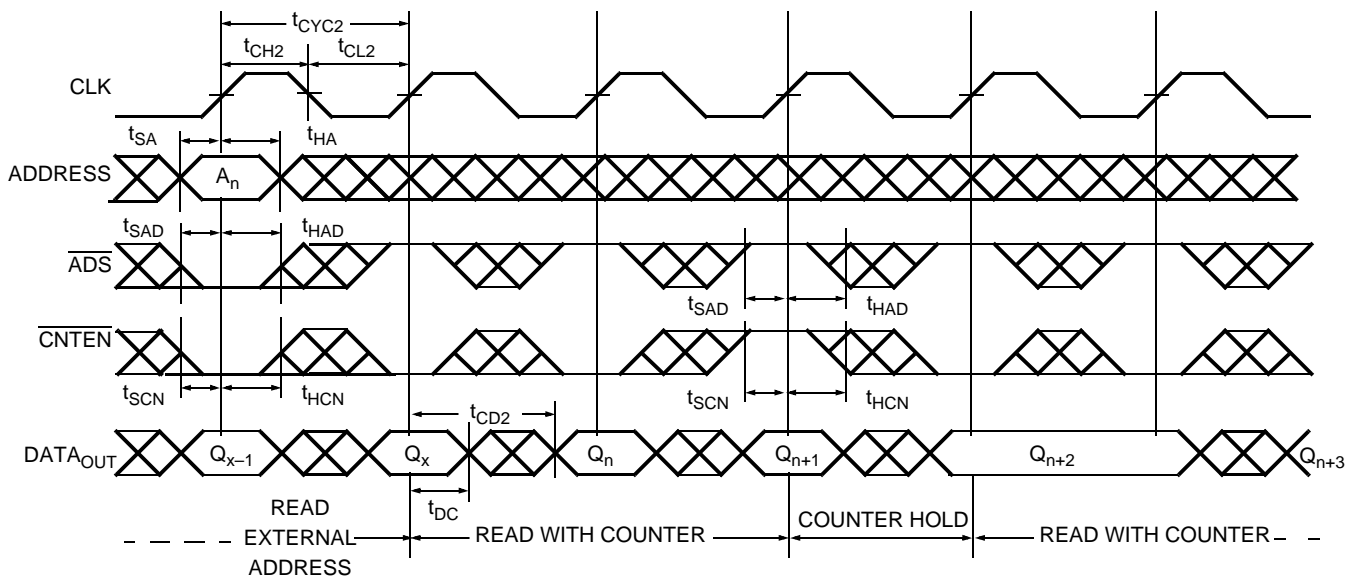 tCYC2
tCH2 tCL2
CLK
tSA tHA
ADDRESS An
tSAD tHAD
ADS
tSAD tHAD
CNTEN
tSCN tHCN tSCN tHCN
tCD2
DATAOUT Qx–1 Qx Qn Qn+1 Qn+2 Qn+3
tDC
READ
EXTERNAL
ADDRESS
READ WITH COUNTER
COUNTER HOLD
READ WITH COUNTER